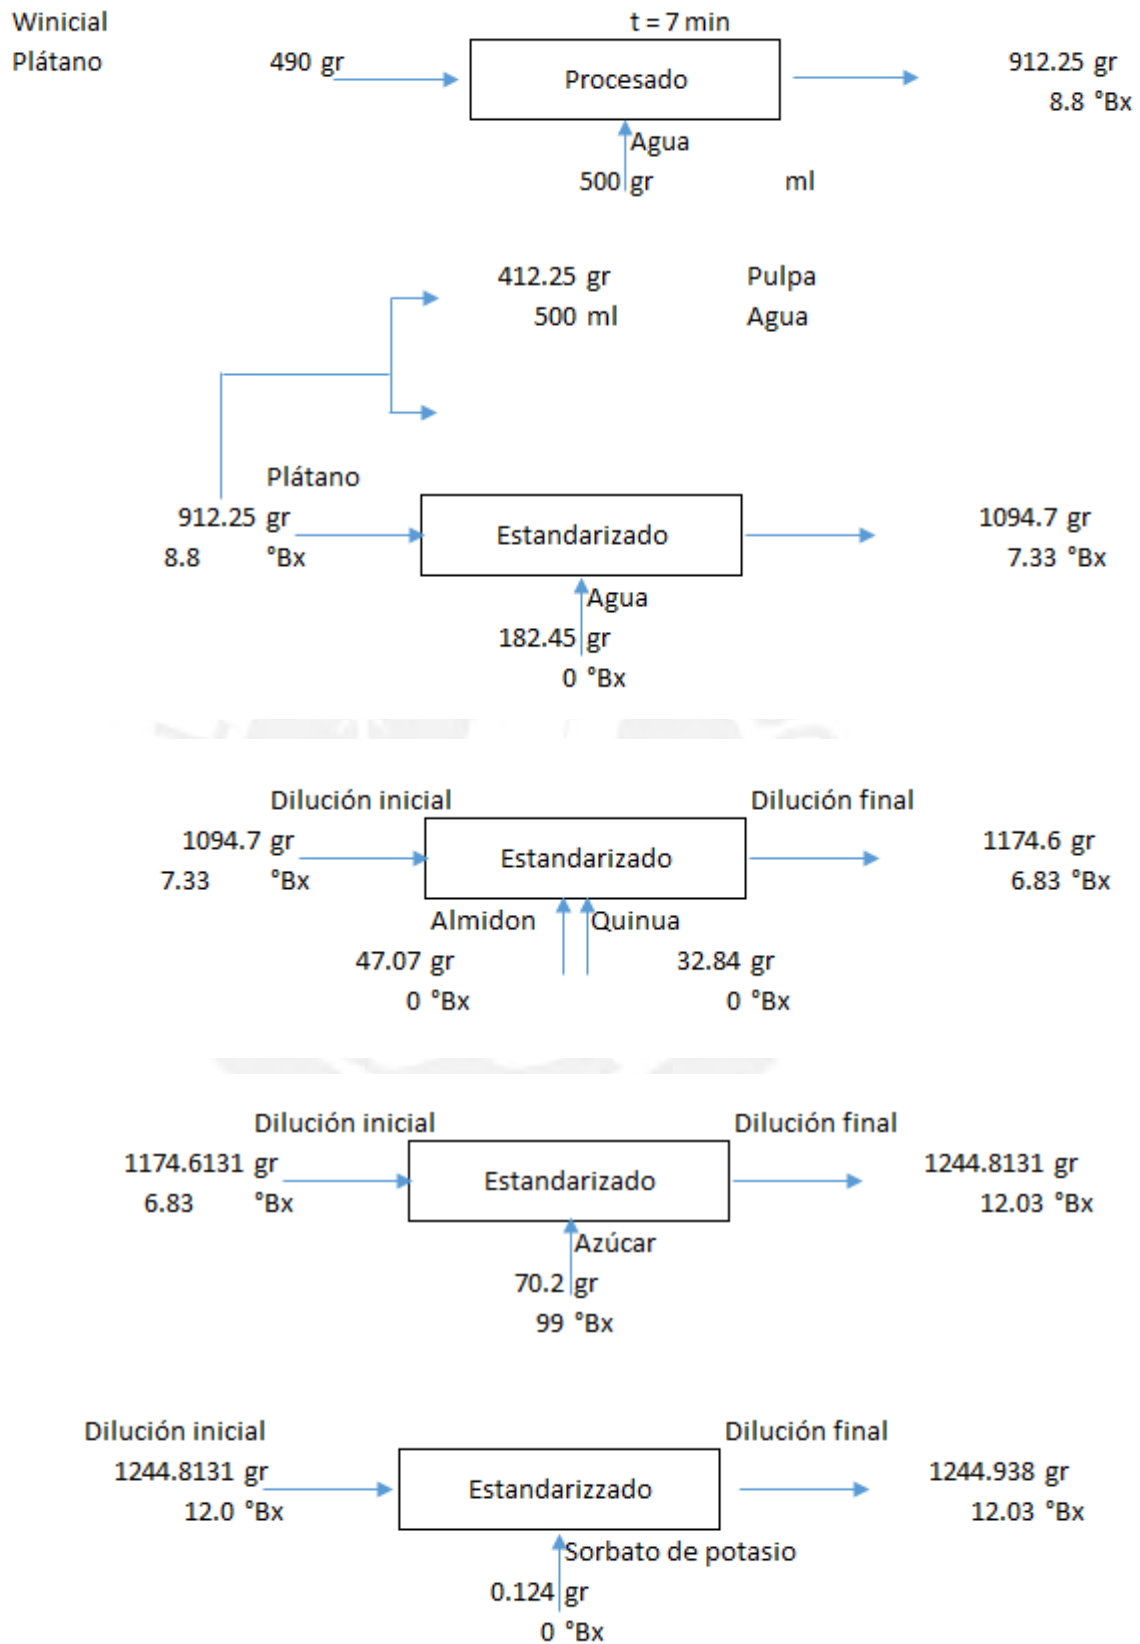 Winicial t = 7 min
Plátano 490 gr Procesado 912.25 gr
8.8 °Bx
Agua
500 gr ml
412.25 gr Pulpa
500 ml Agua
Plátano
912.25 gr Estandarizado 1094.7 gr
8.8 °Bx 7.33 °Bx
Agua
182.45 gr
0 °Bx
Dilución inicial Dilución final
1094.7 gr Estandarizado 1174.6 gr
7.33 °Bx 6.83 °Bx
Almidon Quinua
47.07 gr 32.84 gr
0 °Bx 0 °Bx
Dilución inicial Dilución final
1174.6131 gr Estandarizado 1244.8131 gr
6.83 °Bx 12.03 °Bx
Azúcar
70.2 gr
99 °Bx
Dilución inicial Dilución final
1244.8131 gr Estandarizzado 1244.938 gr
12.0 °Bx 12.03 °Bx
Sorbato de potasio
0.124 gr
0 °Bx